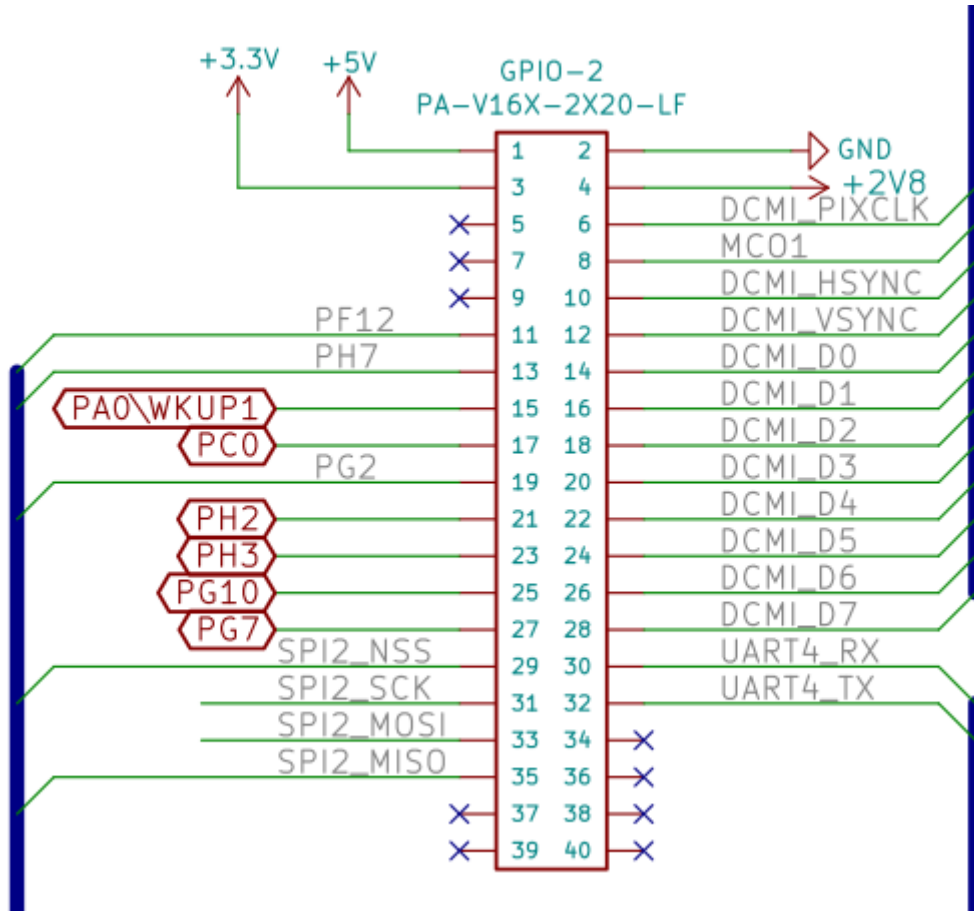 +3.3V +5V
GPIO-2
PA-V16X-2X20-LF
1 2 GND
3 4 +2V8
5 6 DCMI_PIXCLK
7 8 MCO1
9 10 DCMI_HSYNC
PF12 11 12 DCMI_VSYNC
PH7 13 14 DCMI_D0
PA0\WKUP1 15 16 DCMI_D1
PC0 17 18 DCMI_D2
PG2 19 20 DCMI_D3
PH2 21 22 DCMI_D4
PH3 23 24 DCMI_D5
PG10 25 26 DCMI_D6
PG7 27 28 DCMI_D7
SPI2_NSS 29 30 UART4_RX
SPI2_SCK 31 32 UART4_TX
SPI2_MOSI 33 34
SPI2_MISO 35 36
37 38
39 40